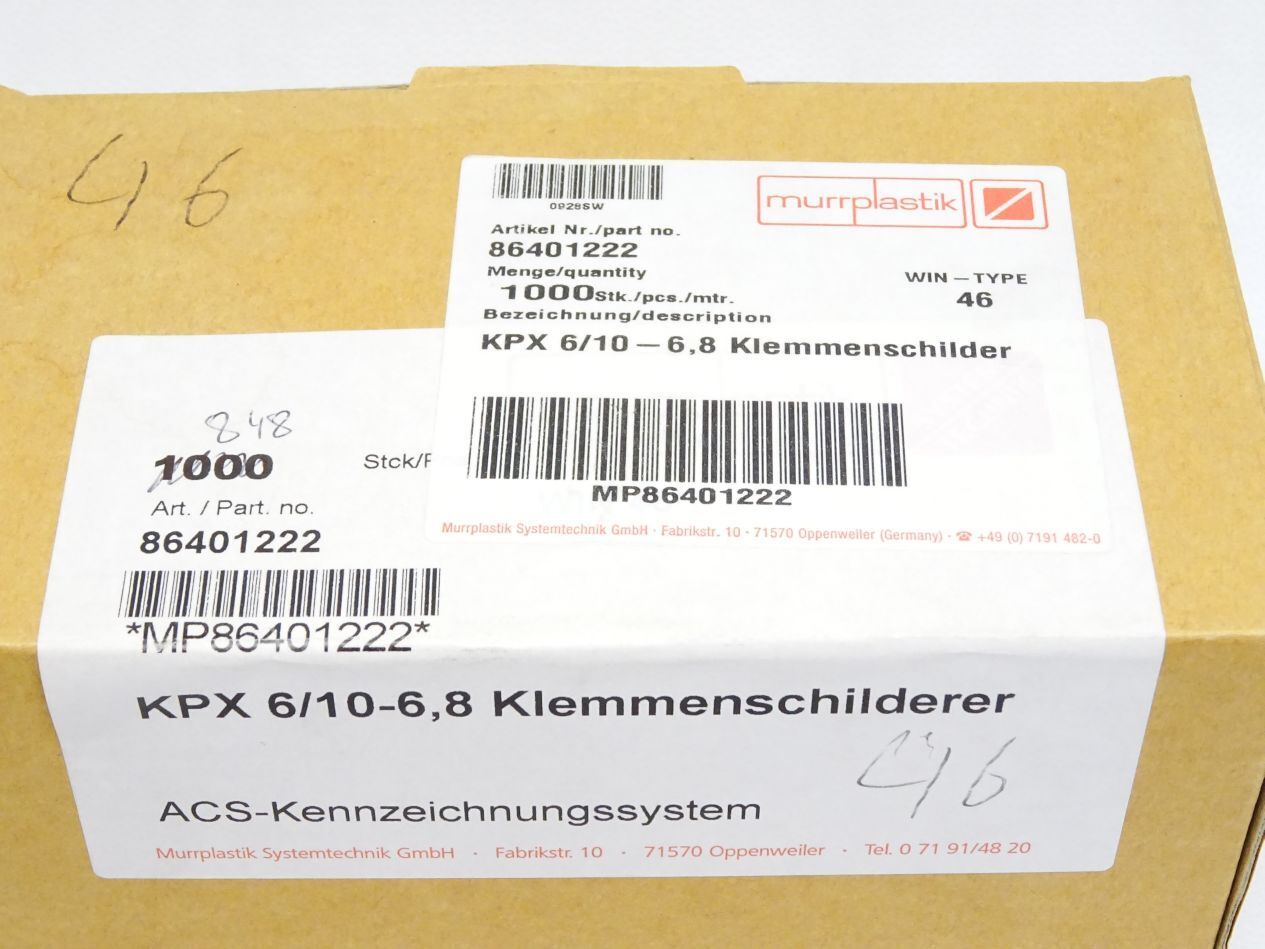 46
0928SW
murrplastik
Artikel Nr./part no.
86401222
Menge/quantity
1000 Stk./pcs./mtr.
WIN – TYPE
46
Bezeichnung/description
KPX 6/10 – 6,8 Klemmenschilder
MP86401222
Murrplastik Systemtechnik GmbH · Fabrikstr. 10 · 71570 Oppenweiler (Germany) · ☎ +49 (0) 7191 482-0
848
1000
Stck/
Art. / Part. no.
86401222
*MP86401222*
KPX 6/10-6,8 Klemmenschilderer
46
ACS-Kennzeichnungssystem
Murrplastik Systemtechnik GmbH · Fabrikstr. 10 · 71570 Oppenweiler · Tel. 0 71 91/48 20